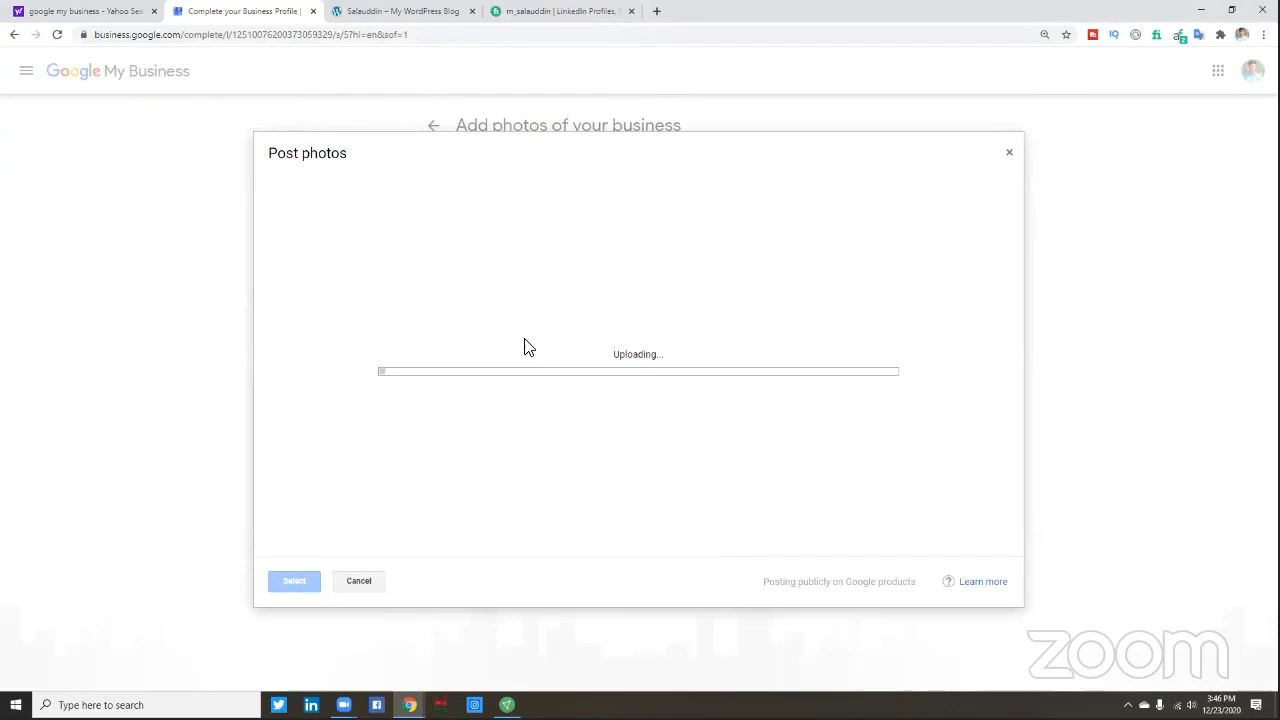 google my business - Yahoo Sea
Complete your Business Profile |
Salauddin – My WordPress Blog
m_salauddin | LinkedIn Profiles, S
business.google.com/complete/l/12510076200373059329/s/5?hl=en&sof=1
IQ
2
Google My Business
Add photos of your business
Post photos
Uploading...
Select
Cancel
Posting publicly on Google products
? Learn more
zoom
Type here to search
3:46 PM
12/23/2020